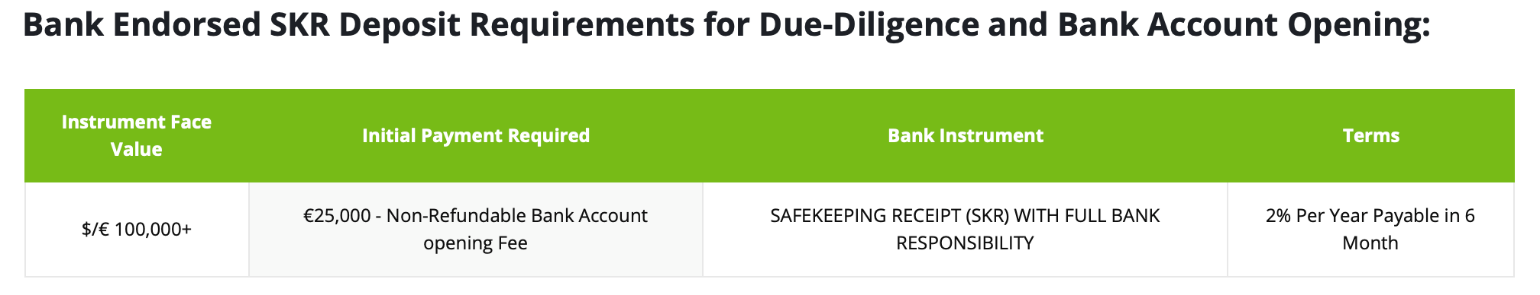 Bank Endorsed SKR Deposit Requirements for Due-Diligence and Bank Account Opening:
Instrument Face
Value
Initial Payment Required
Bank Instrument
Terms
$/€ 100,000+
€25,000 - Non-Refundable Bank Account
opening Fee
SAFEKEEPING RECEIPT (SKR) WITH FULL BANK
RESPONSIBILITY
2% Per Year Payable in 6
Month